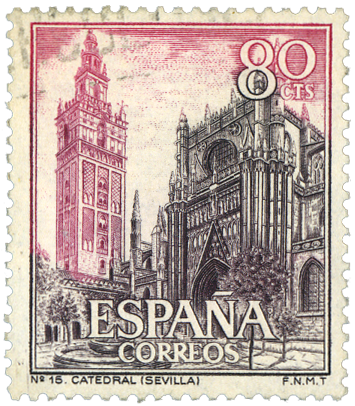 80
CTS
ESPAÑA
CORREOS
Nº 15. CATEDRAL (SEVILLA) F.N.M.T